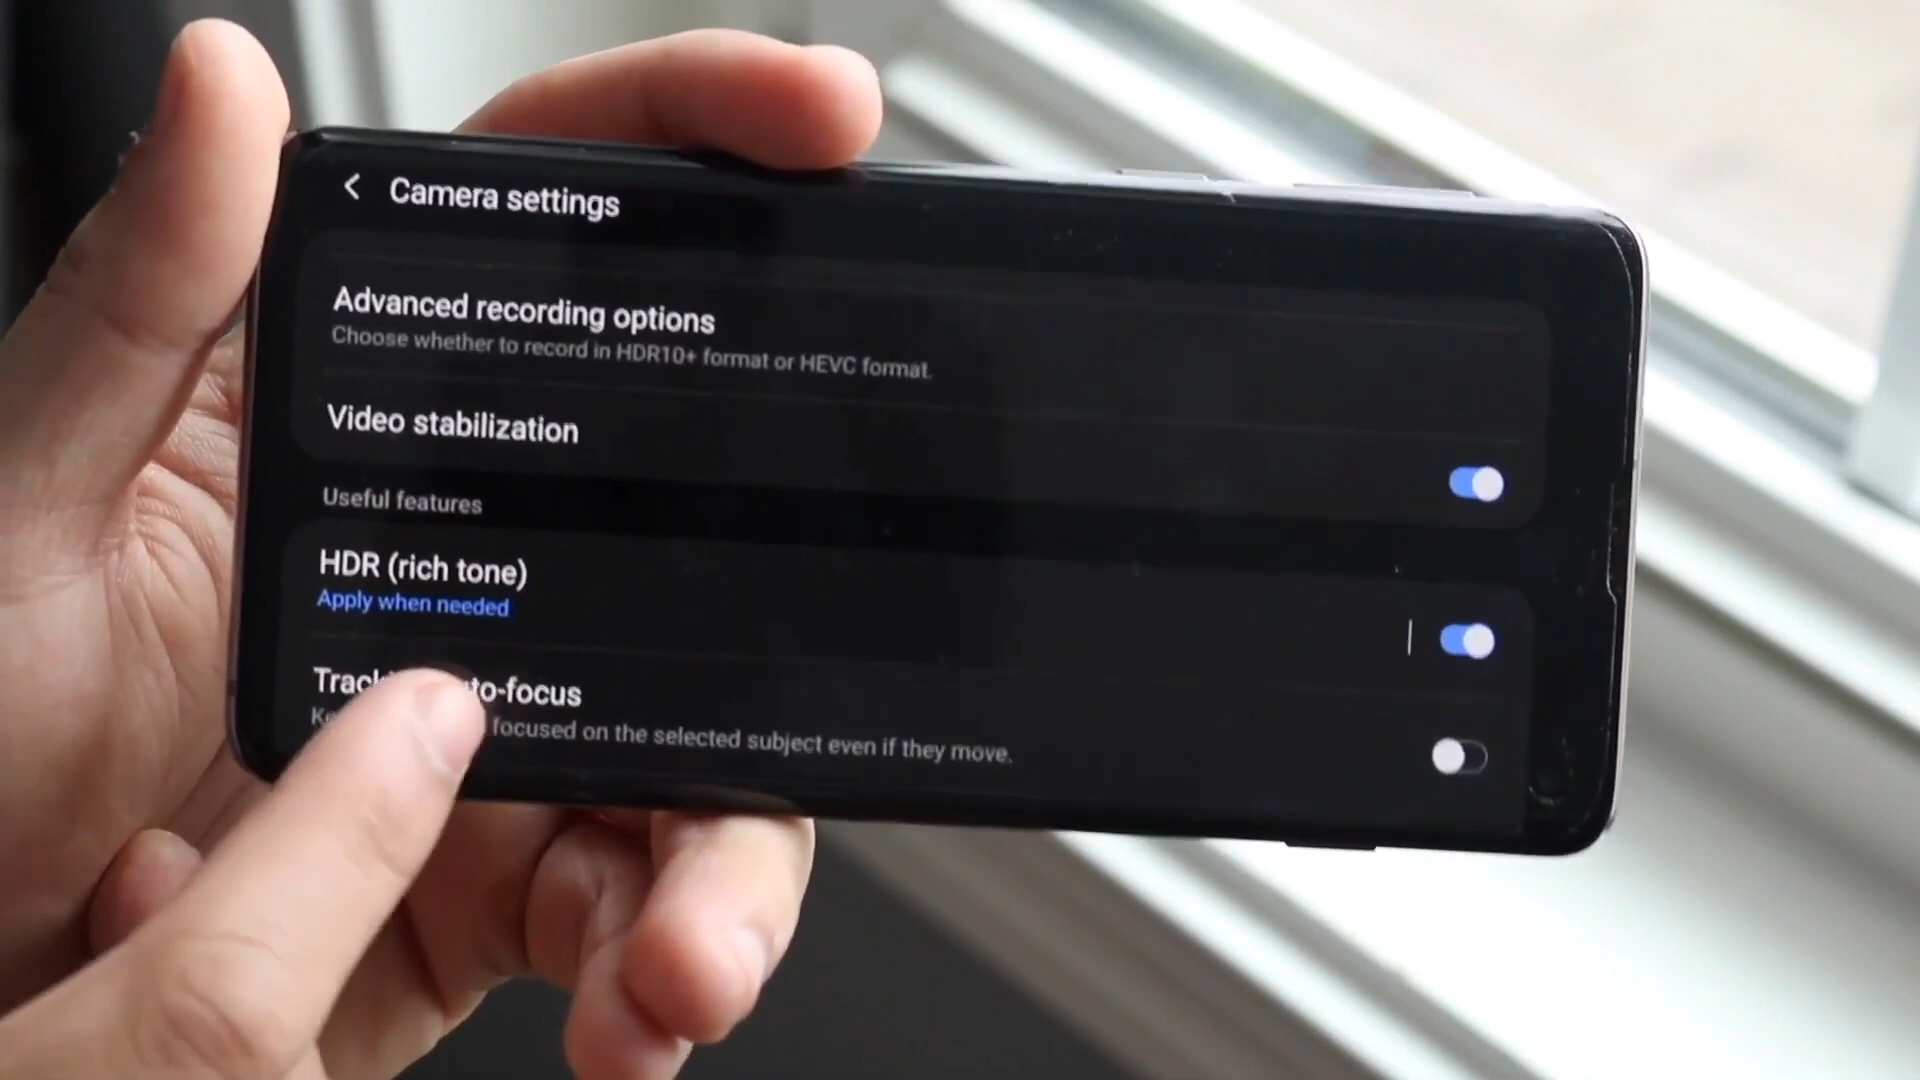 Camera settings
Advanced recording options
Choose whether to record in HDR10+ format or HEVC format.
Video stabilization
Useful features
HDR (rich tone)
Apply when needed
to-focus
focused on the selected subject even if they move.